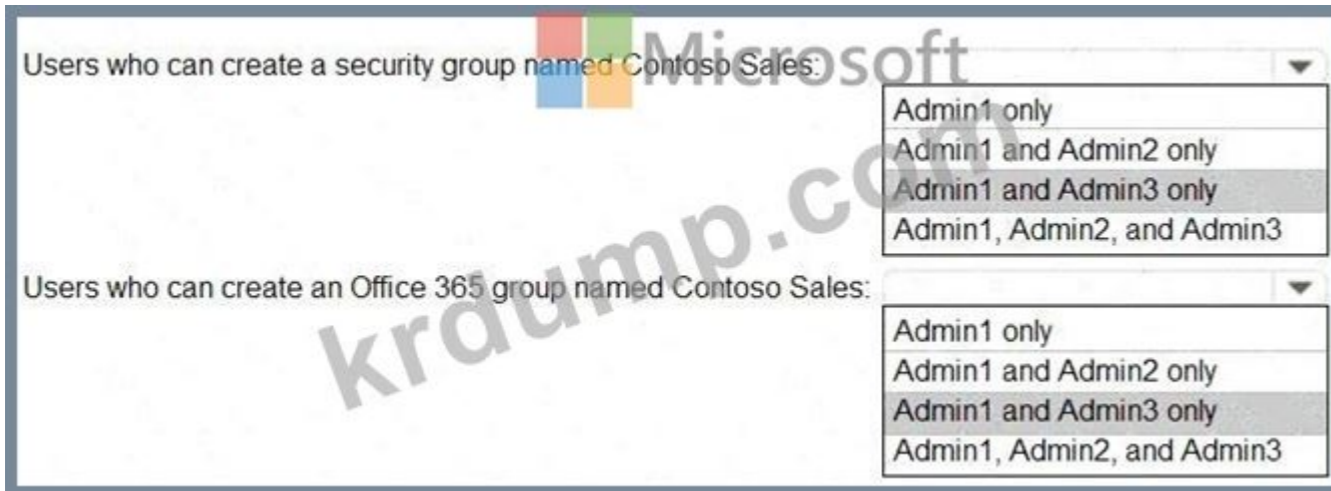 Microsoft
Users who can create a security group named Contoso Sales:
Admin1 only
Admin1 and Admin2 only
Admin1 and Admin3 only
Admin1, Admin2, and Admin3
Users who can create an Office 365 group named Contoso Sales:
Admin1 only
Admin1 and Admin2 only
Admin1 and Admin3 only
Admin1, Admin2, and Admin3
krdump.com